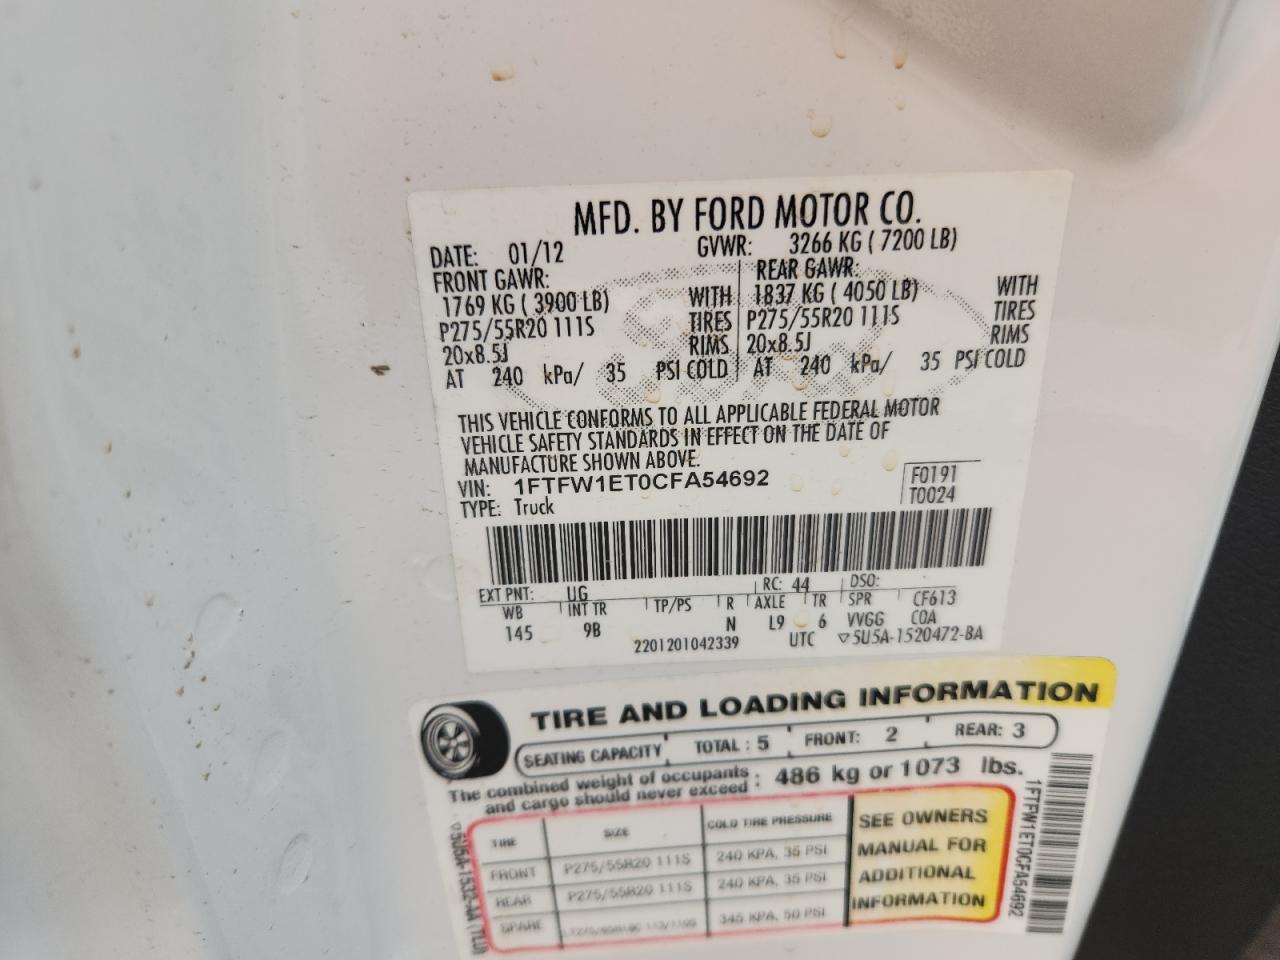 MFD. BY FORD MOTOR CO.
DATE: 01/12 GVWR: 3266 KG ( 7200 LB)
FRONT GAWR: REAR GAWR:
1769 KG ( 3900 LB) WITH 1837 KG ( 4050 LB) WITH
P275/55R20 111S TIRES P275/55R20 111S TIRES
20x8.5J RIMS 20x8.5J RIMS
AT 240 kPa/ 35 PSI COLD AT 240 kPa/ 35 PSI COLD
THIS VEHICLE CONFORMS TO ALL APPLICABLE FEDERAL MOTOR
VEHICLE SAFETY STANDARDS IN EFFECT ON THE DATE OF
MANUFACTURE SHOWN ABOVE.
VIN: 1FTFW1ET0CFA54692 F0191
TYPE: Truck T0024
EXT PNT: UG RC: 44 DSO:
WB INT TR TP/PS R AXLE TR SPR CF613
145 9B N L9 6 VVGG COA
2201201042339 UTC ▽5U5A-1520472-BA
TIRE AND LOADING INFORMATION
SEATING CAPACITY TOTAL : 5 FRONT: 2 REAR: 3
The combined weight of occupants
and cargo should never exceed : 486 kg or 1073 lbs.
TIRE SIZE COLD TIRE PRESSURE
FRONT P275/55R20 111S 240 KPA, 35 PSI
REAR P275/55R20 111S 240 KPA, 35 PSI
SPARE 345 KPA, 50 PSI
SEE OWNERS
MANUAL FOR
ADDITIONAL
INFORMATION
1FTFW1ET0CFA54692